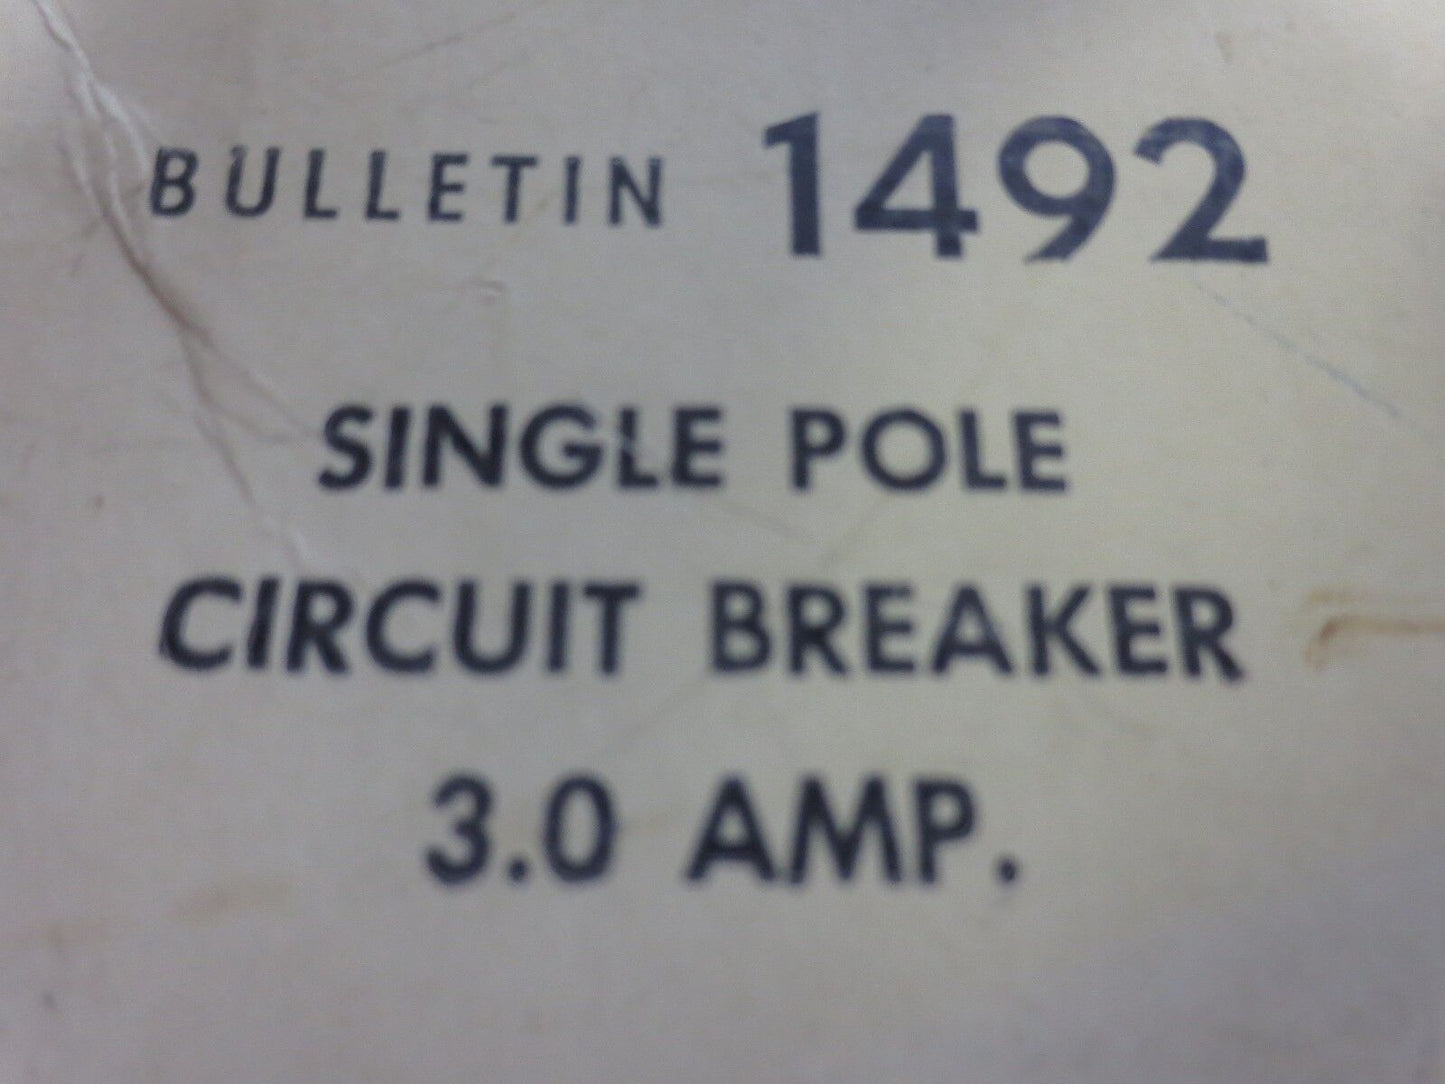 BULLETIN 1492
SINGLE POLE
CIRCUIT BREAKER
3.0 AMP.